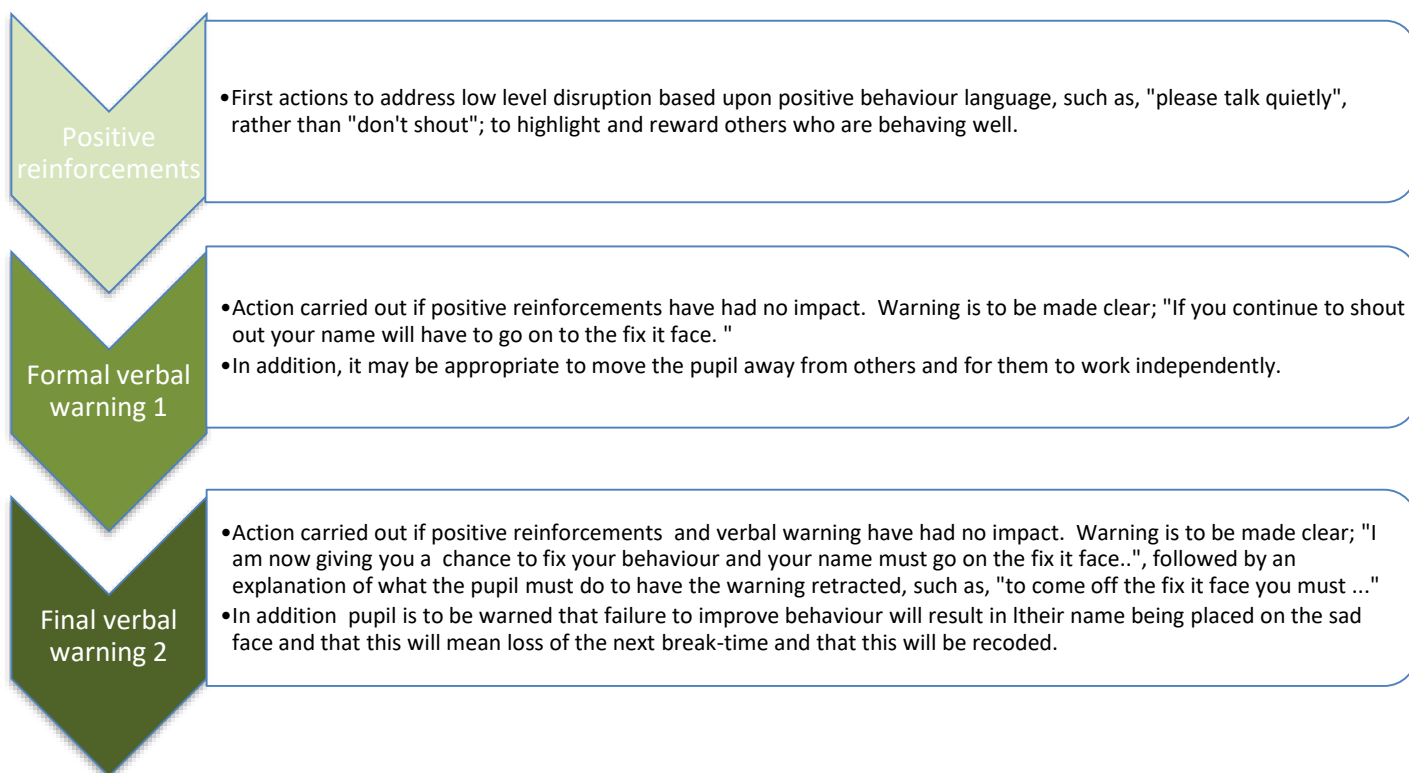 Positive
reinforcements
•First actions to address low level disruption based upon positive behaviour language, such as, "please talk quietly",
rather than "don't shout"; to highlight and reward others who are behaving well.
Formal verbal
warning 1
•Action carried out if positive reinforcements have had no impact.  Warning is to be made clear; "If you continue to shout
out your name will have to go on to the fix it face. "
•In addition, it may be appropriate to move the pupil away from others and for them to work independently.
Final verbal
warning 2
•Action carried out if positive reinforcements  and verbal warning have had no impact.  Warning is to be made clear; "I
am now giving you a  chance to fix your behaviour and your name must go on the fix it face..", followed by an
explanation of what the pupil must do to have the warning retracted, such as, "to come off the fix it face you must ..."
•In addition  pupil is to be warned that failure to improve behaviour will result in ltheir name being placed on the sad
face and that this will mean loss of the next break-time and that this will be recoded.